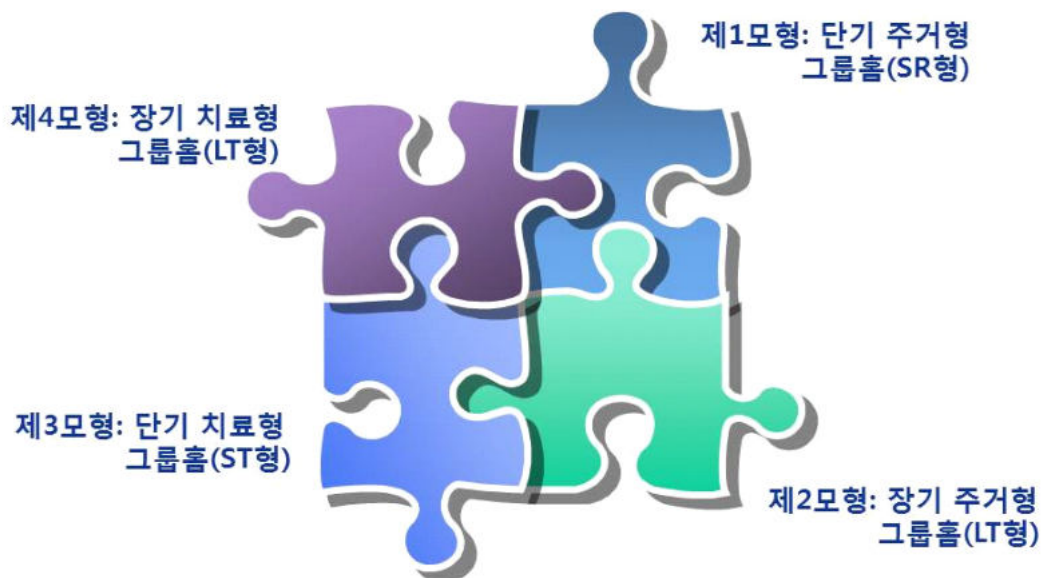 제1모형: 단기 주거형
그룹홈(SR형)
제4모형: 장기 치료형
그룹홈(LT형)
제3모형: 단기 치료형
그룹홈(ST형)
제2모형: 장기 주거형
그룹홈(LT형)